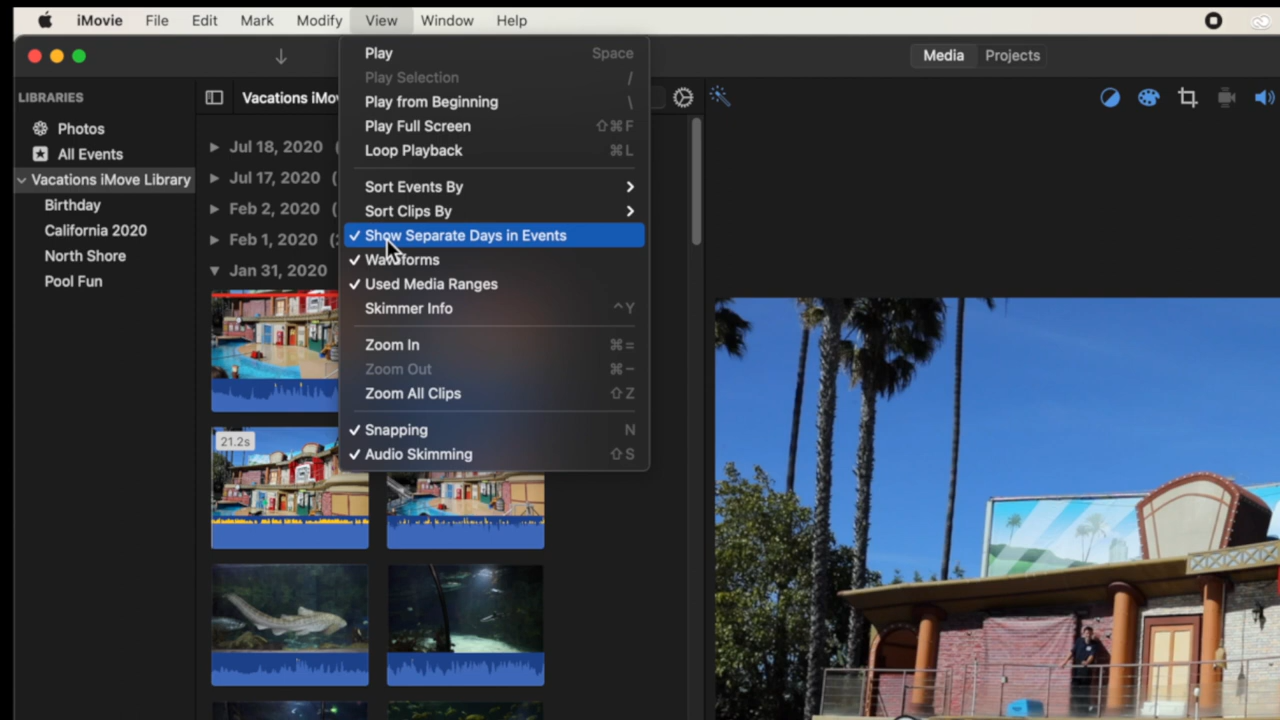 iMovie File Edit Mark Modify View Window Help
Media Projects
LIBRARIES
Photos
All Events
Vacations iMove Library
Birthday
California 2020
North Shore
Pool Fun
Vacations iMov
Jul 18, 2020 (
Jul 17, 2020 (
Feb 2, 2020 (
Feb 1, 2020 (
Jan 31, 2020
21.2s
Play Space
Play Selection /
Play from Beginning \
Play Full Screen ⇧⌘F
Loop Playback ⌘L
Sort Events By
Sort Clips By
✓ Show Separate Days in Events
✓ Waveforms
✓ Used Media Ranges
Skimmer Info ^Y
Zoom In ⌘=
Zoom Out ⌘−
Zoom All Clips ⇧Z
✓ Snapping N
✓ Audio Skimming ⇧S